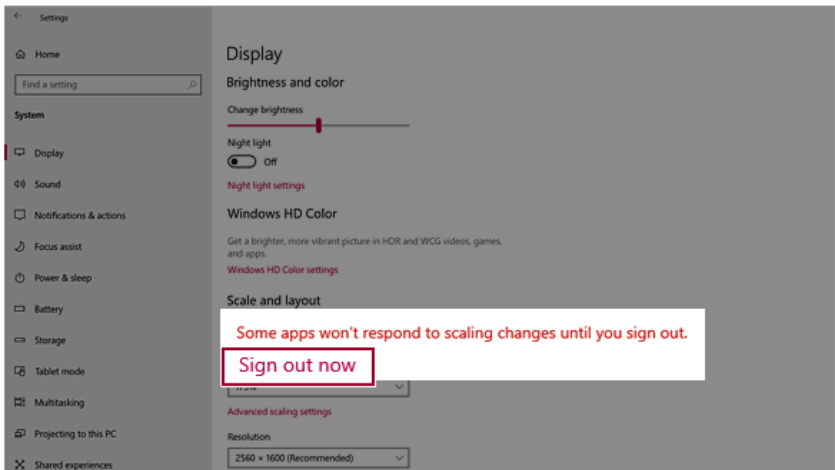 Settings
Home
Find a setting
System
Display
Sound
Notifications & actions
Focus assist
Power & sleep
Battery
Storage
Tablet mode
Multitasking
Projecting to this PC
Shared experiences
Display
Brightness and color
Change brightness
Night light
Off
Night light settings
Windows HD Color
Get a brighter, more vibrant picture in HDR and WCG videos, games,
and apps.
Windows HD Color settings
Scale and layout
Some apps won't respond to scaling changes until you sign out.
Sign out now
Advanced scaling settings
Resolution
2560 × 1600 (Recommended)